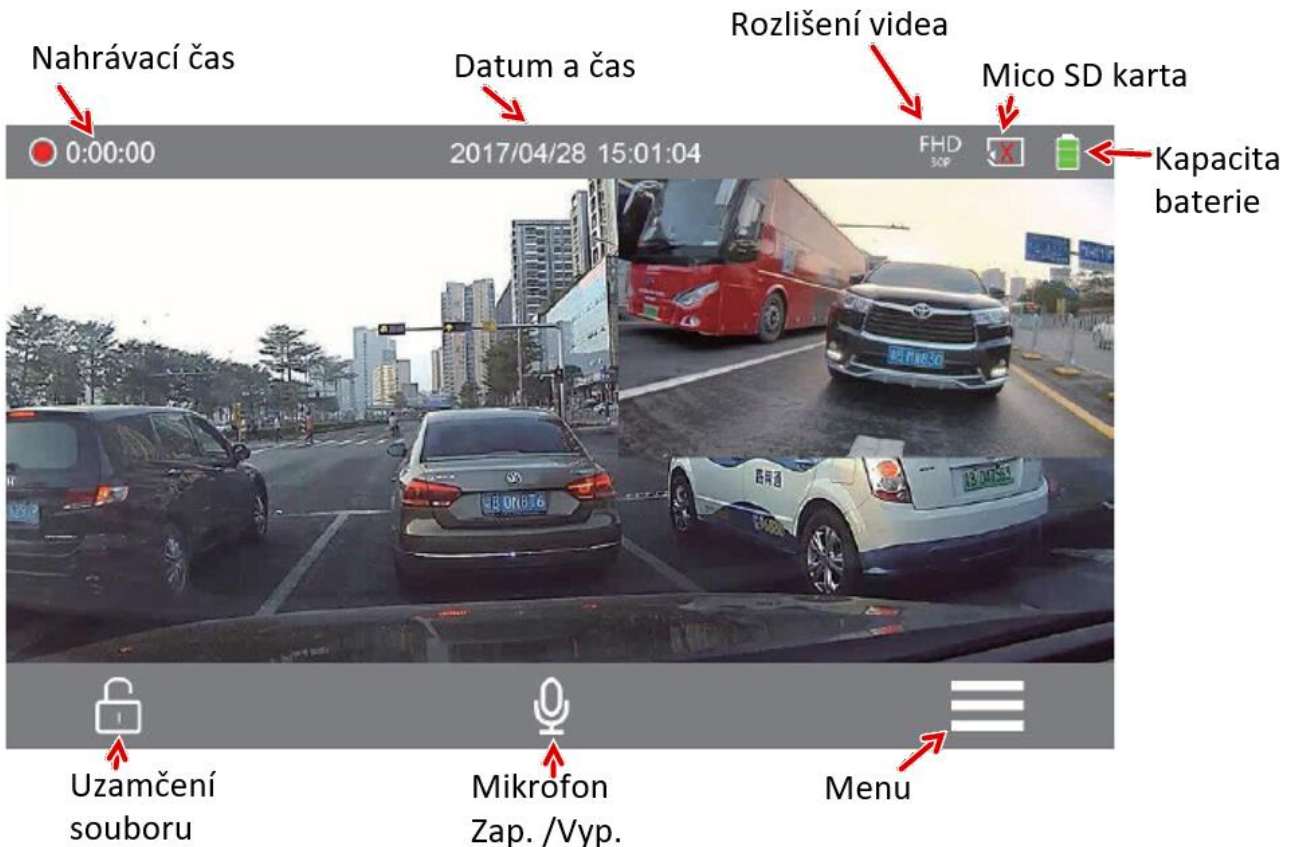 Rozlišení videa
Nahrávací čas
Datum a čas
Mico SD karta
0:00:00
2017/04/28 15:01:04
FHD
30P
Kapacita
baterie
Uzamčení
souboru
Mikrofon
Zap. /Vyp.
Menu